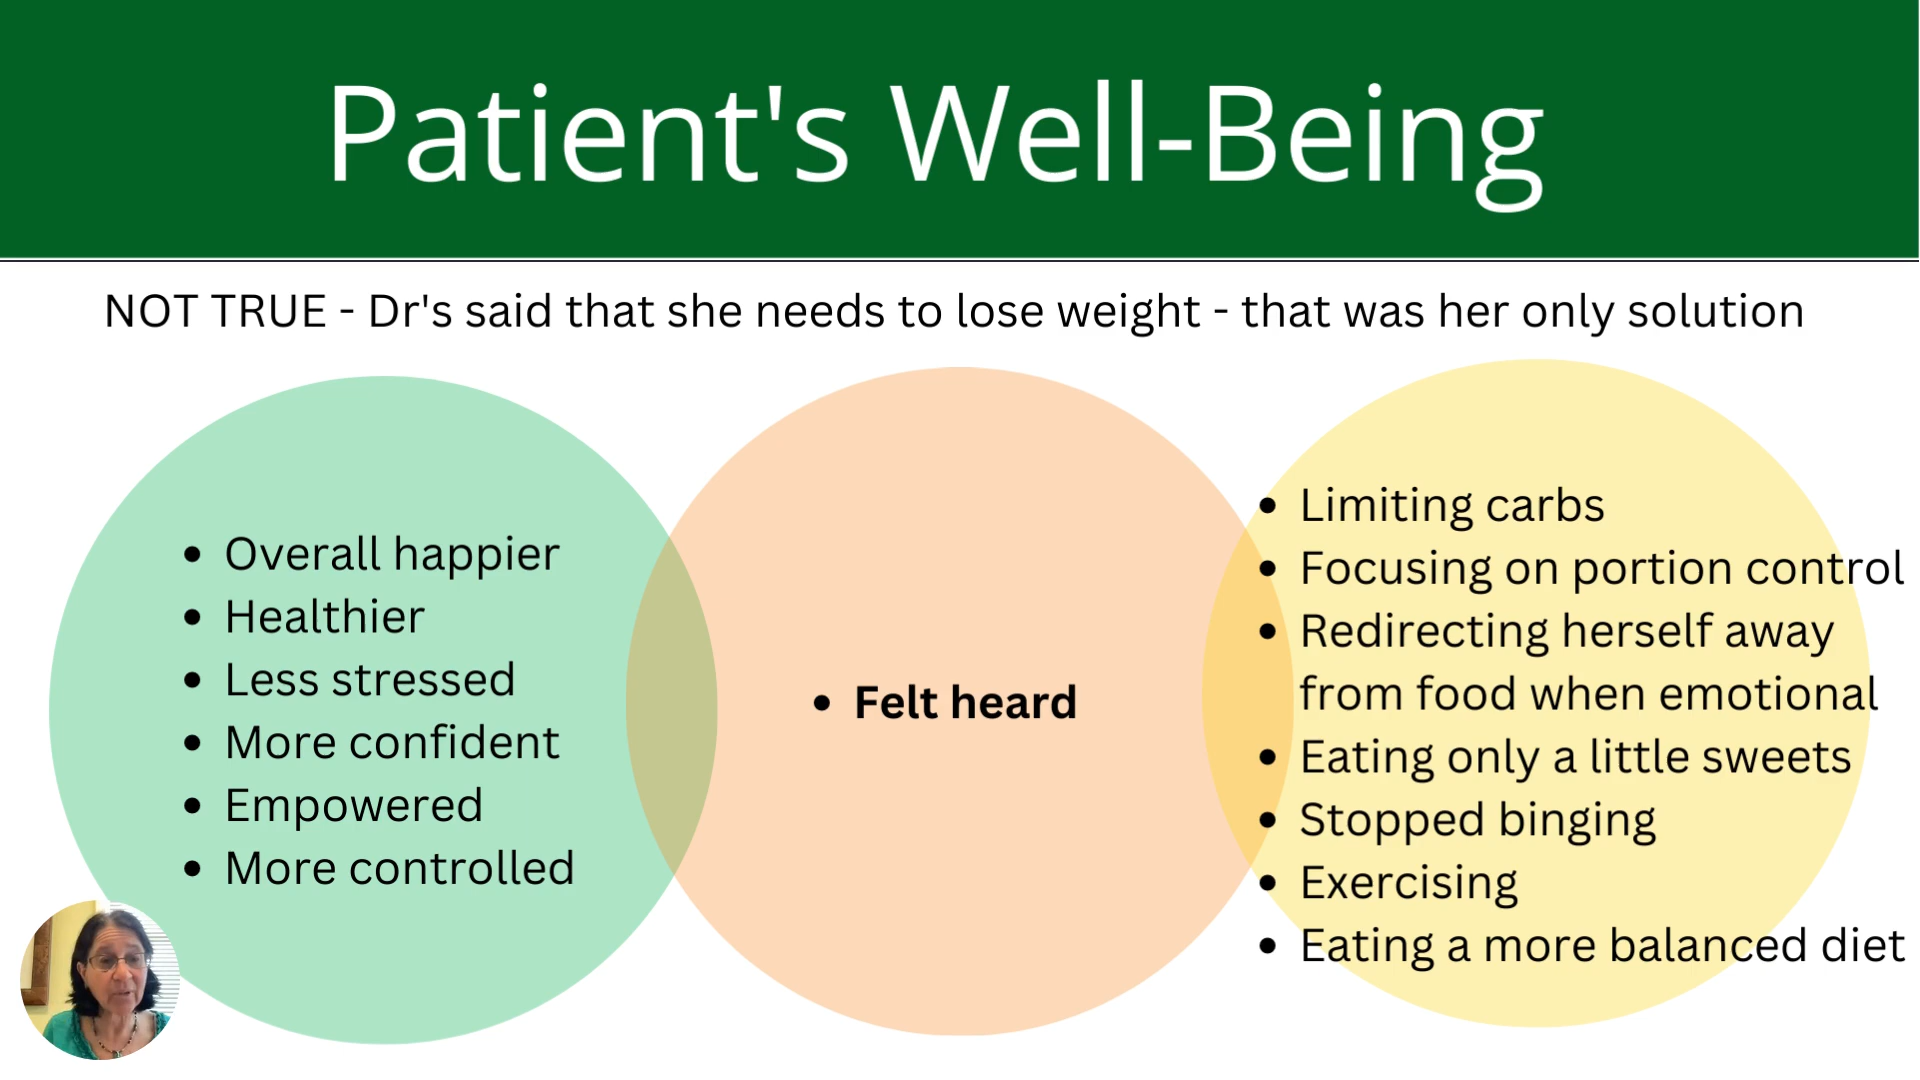 Patient's Well-Being
NOT TRUE - Dr's said that she needs to lose weight - that was her only solution
• Overall happier
• Healthier
• Less stressed
• More confident
• Empowered
• More controlled
• Felt heard
• Limiting carbs
• Focusing on portion control
• Redirecting herself away
from food when emotional
• Eating only a little sweets
• Stopped binging
• Exercising
• Eating a more balanced diet